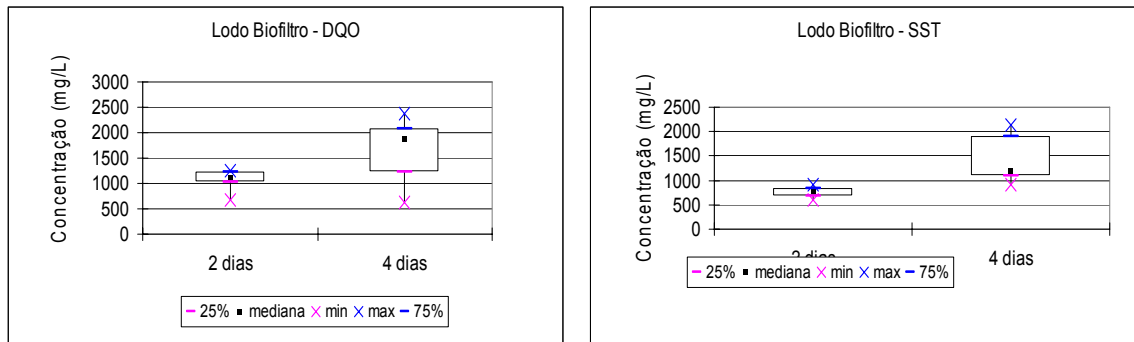 Lodo Biofiltro - DQO
Concentração (mg/L)
3000
2500
2000
1500
1000
500
0
2 dias
4 dias
25% mediana min max 75%
Lodo Biofiltro - SST
Concentração (mg/L)
2500
2000
1500
1000
500
0
2 dias
4 dias
25% mediana min max 75%